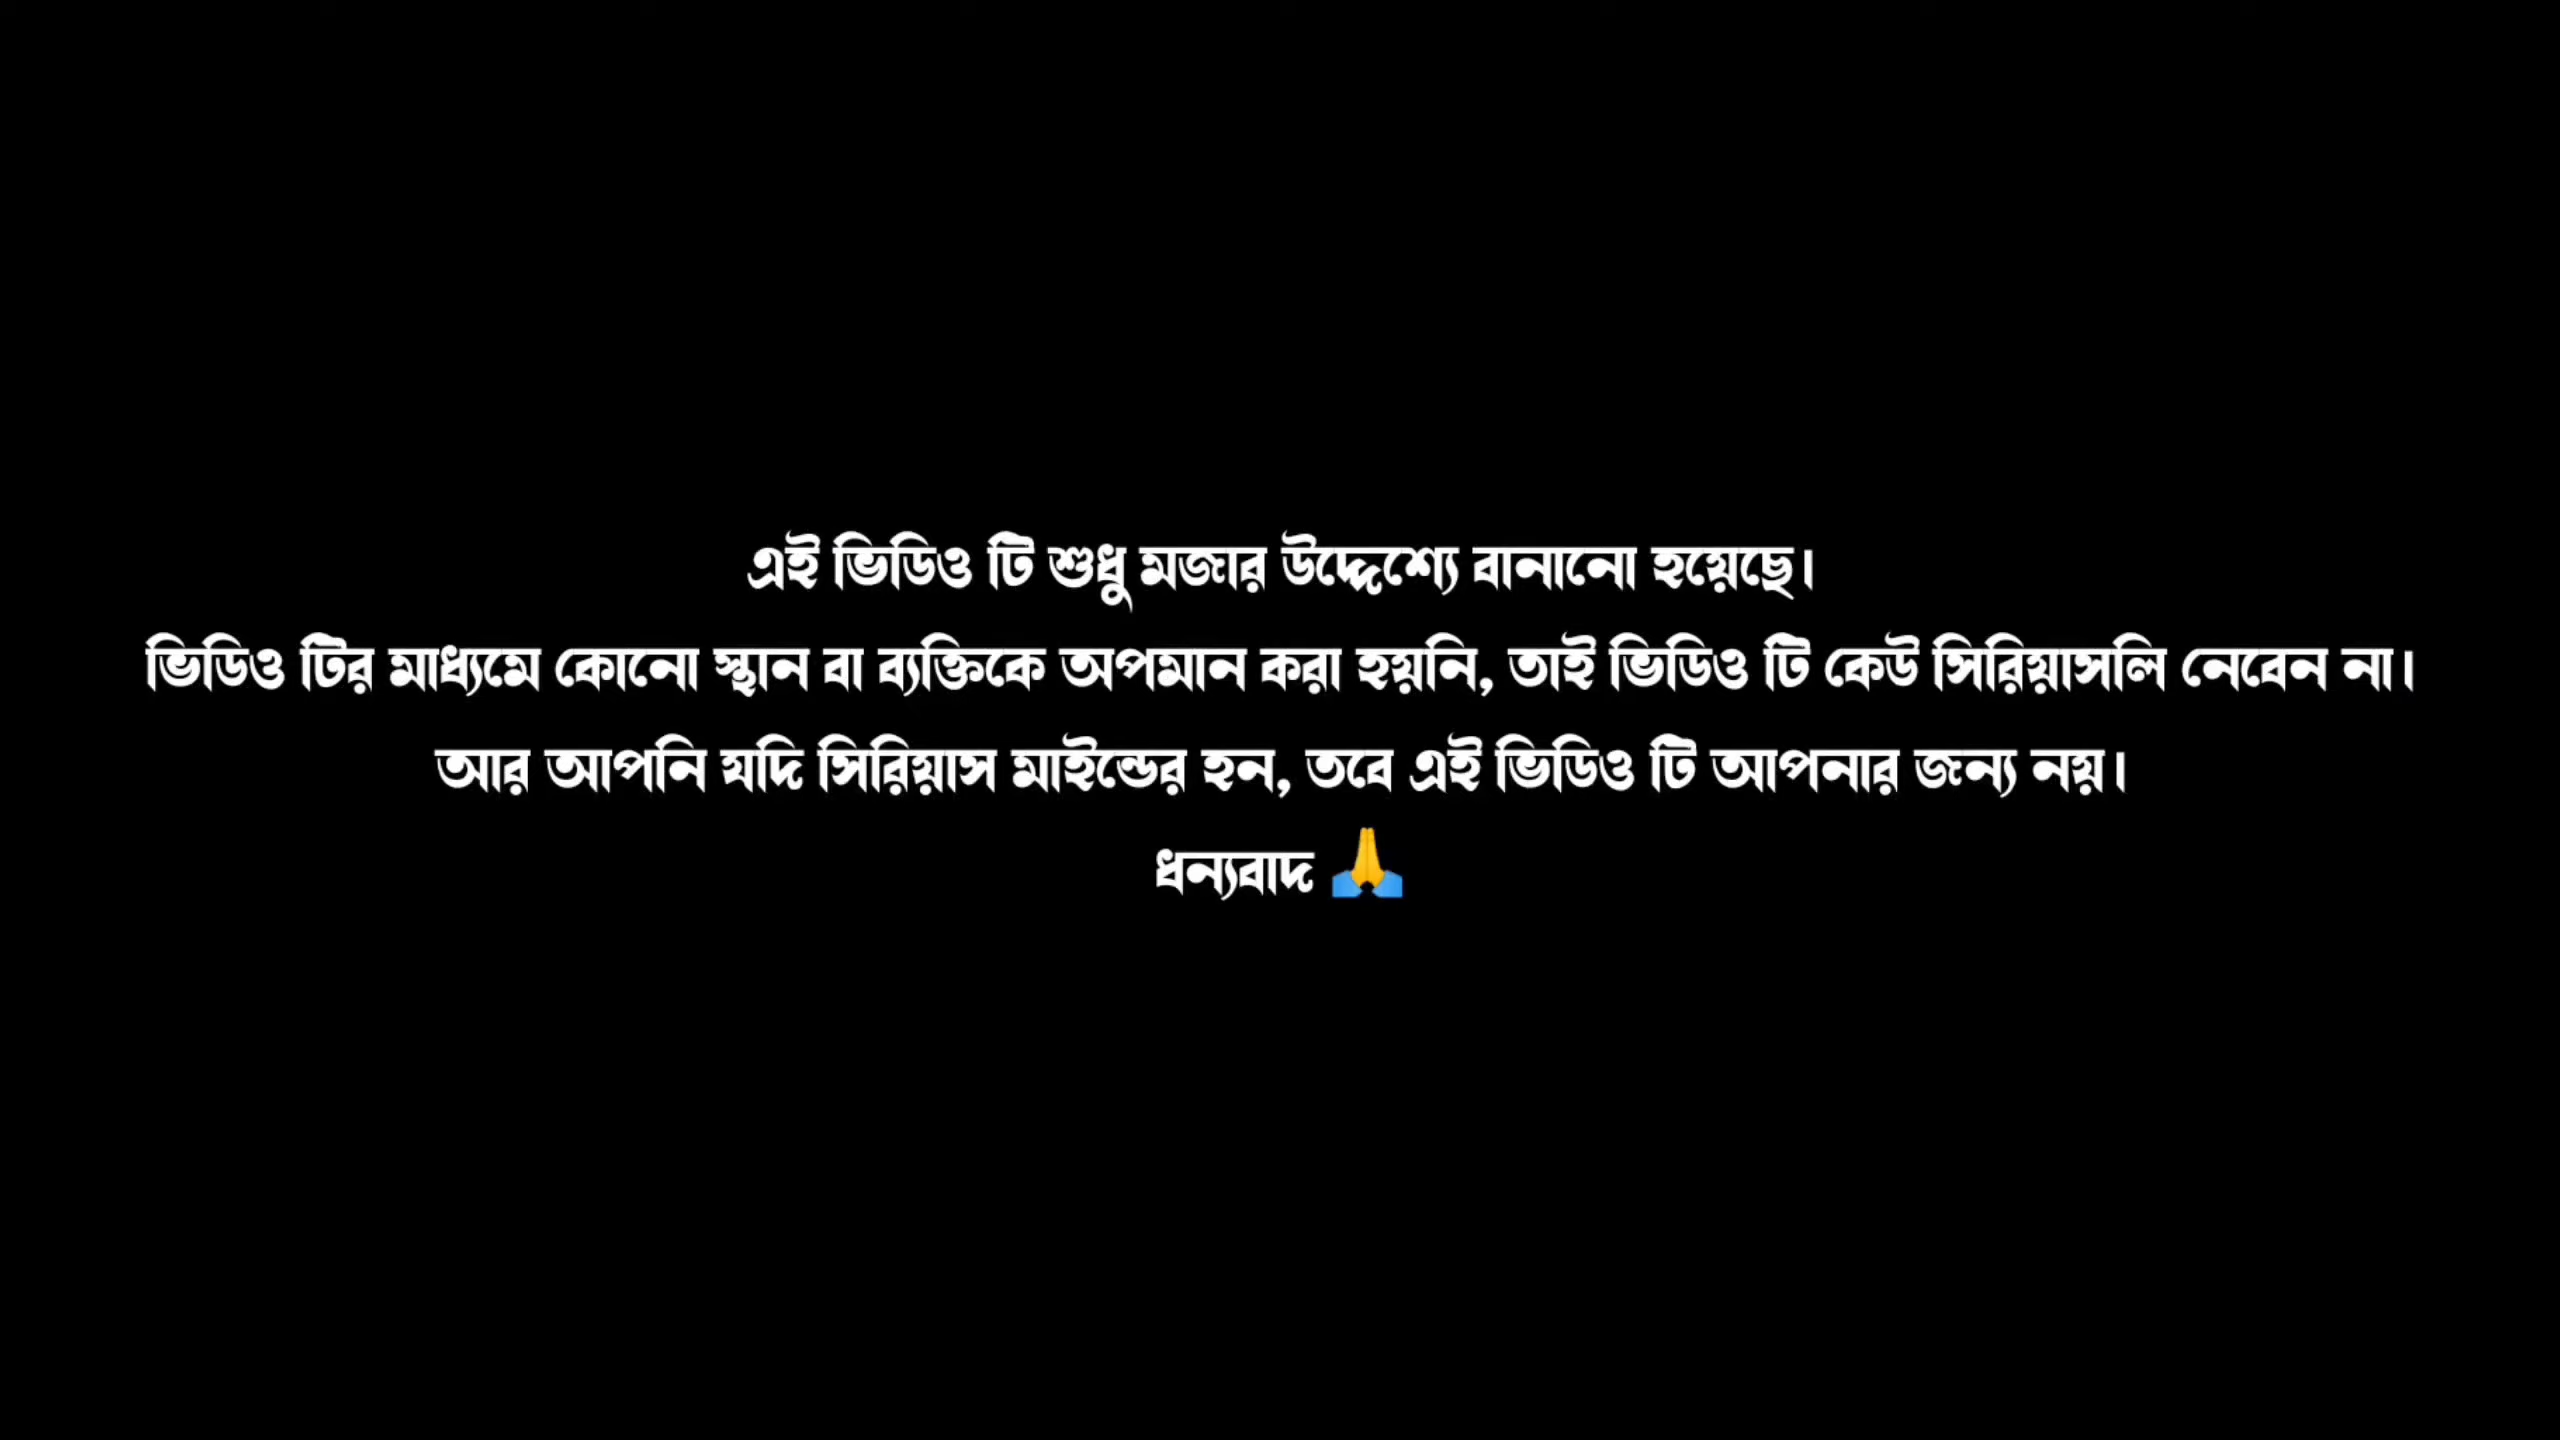 এই ভিডিও টি শুধু মজার উদ্দেশ্যে বানানো হয়েছে।
ভিডিও টির মাধ্যমে কোনো স্থান বা ব্যক্তিকে অপমান করা হয়নি, তাই ভিডিও টি কেউ সিরিয়াসলি নেবেন না।
আর আপনি যদি সিরিয়াস মাইন্ডের হন, তবে এই ভিডিও টি আপনার জন্য নয়।
ধন্যবাদ 🙏